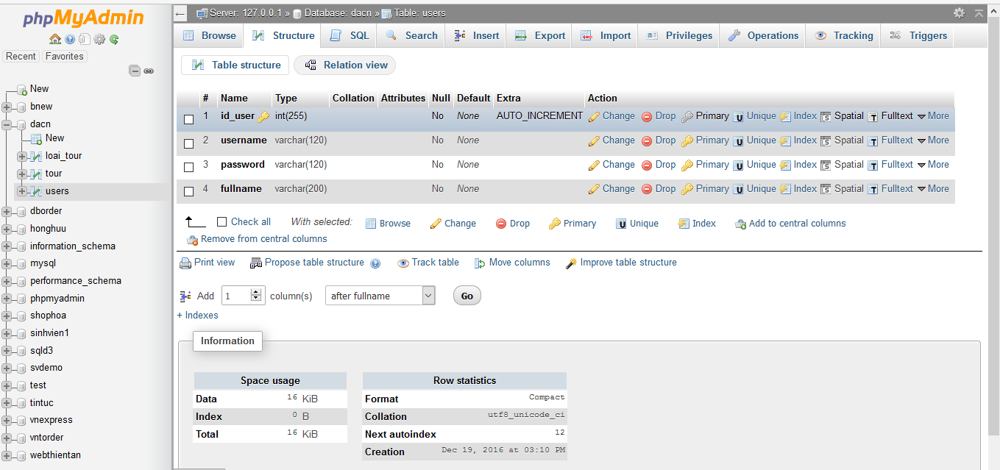 phpMyAdmin
Recent Favorites
New
bnew
dacn
New
loai_tour
tour
users
dborder
honghuu
information_schema
mysql
performance_schema
phpmyadmin
shophoa
sinhvien1
sqld3
svdemo
test
tintuc
vnexpress
vntorder
webthientan
Server: 127.0.0.1 » Database: dacn » Table: users
Browse Structure SQL Search Insert Export Import Privileges Operations Tracking Triggers
Table structure Relation view
# Name Type Collation Attributes Null Default Extra Action
1 id_user int(255) No None AUTO_INCREMENT Change Drop Primary Unique Index Spatial Fulltext More
2 username varchar(120) No None Change Drop Primary Unique Index Spatial Fulltext More
3 password varchar(120) No None Change Drop Primary Unique Index Spatial Fulltext More
4 fullname varchar(200) No None Change Drop Primary Unique Index Spatial Fulltext More
Check all With selected: Browse Change Drop Primary Unique Index Add to central columns
Remove from central columns
Print view Propose table structure Track table Move columns Improve table structure
Add 1 column(s) after fullname Go
+ Indexes
Information
Space usage
Data 16 KiB
Index 0 B
Total 16 KiB
Row statistics
Format Compact
Collation utf8_unicode_ci
Next autoindex 12
Creation Dec 19, 2016 at 03:10 PM